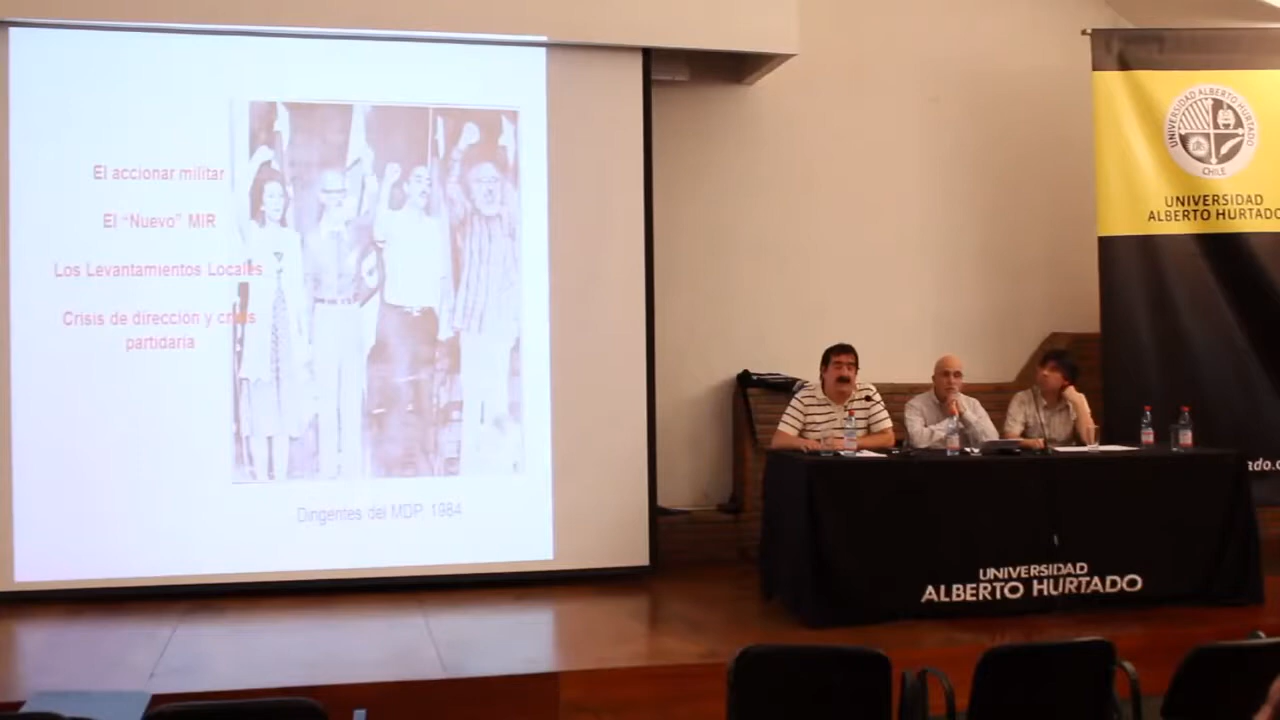 El accionar militar
El “Nuevo” MIR
Los Levantamientos Locales
Crisis de dirección y crisis
partidaria
Dirigentes del MDP. 1984
UNIVERSIDAD ALBERTO HURTADO
CHILE
UNIVERSIDAD
ALBERTO HURTADO
UNIVERSIDAD
ALBERTO HURTADO